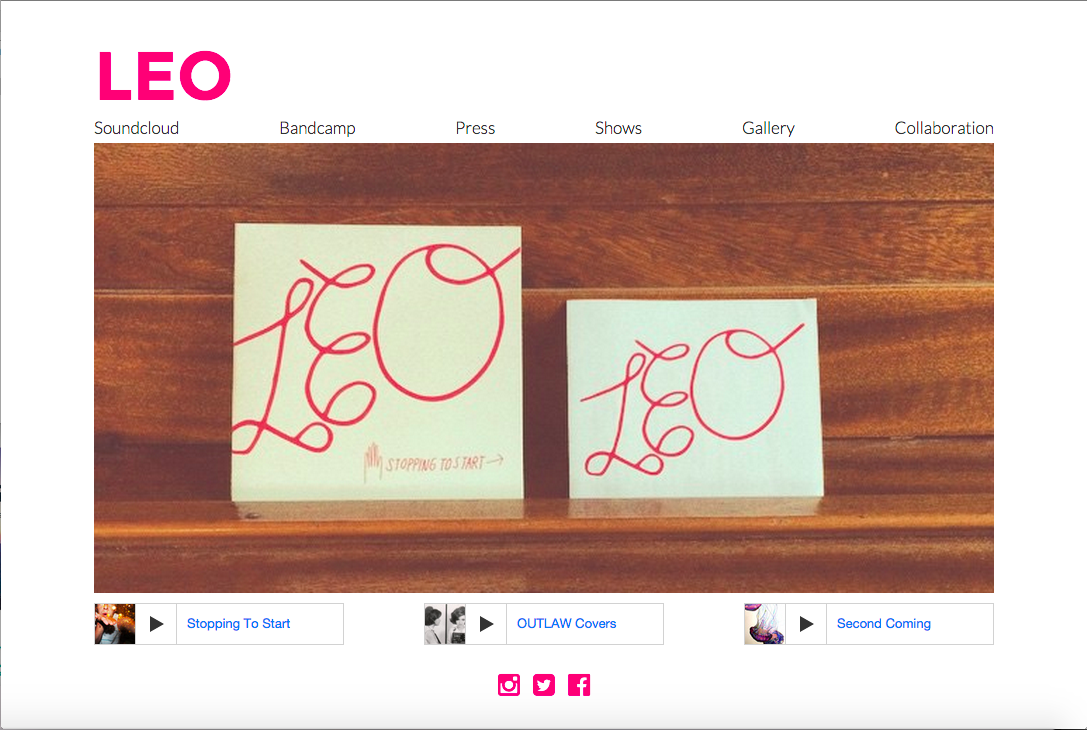 LEO
Soundcloud Bandcamp Press Shows Gallery Collaboration
LEO
STOPPING TO START
LEO
Stopping To Start
OUTLAW Covers
Second Coming